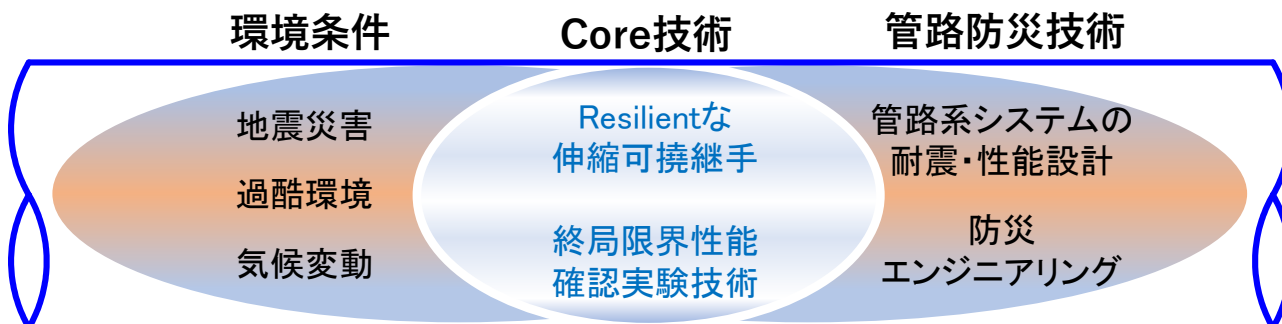 環境条件
Core技術
管路防災技術
地震災害
過酷環境
気候変動
Resilientな
伸縮可撓継手
終局限界性能
確認実験技術
管路系システムの
耐震・性能設計
防災
エンジニアリング